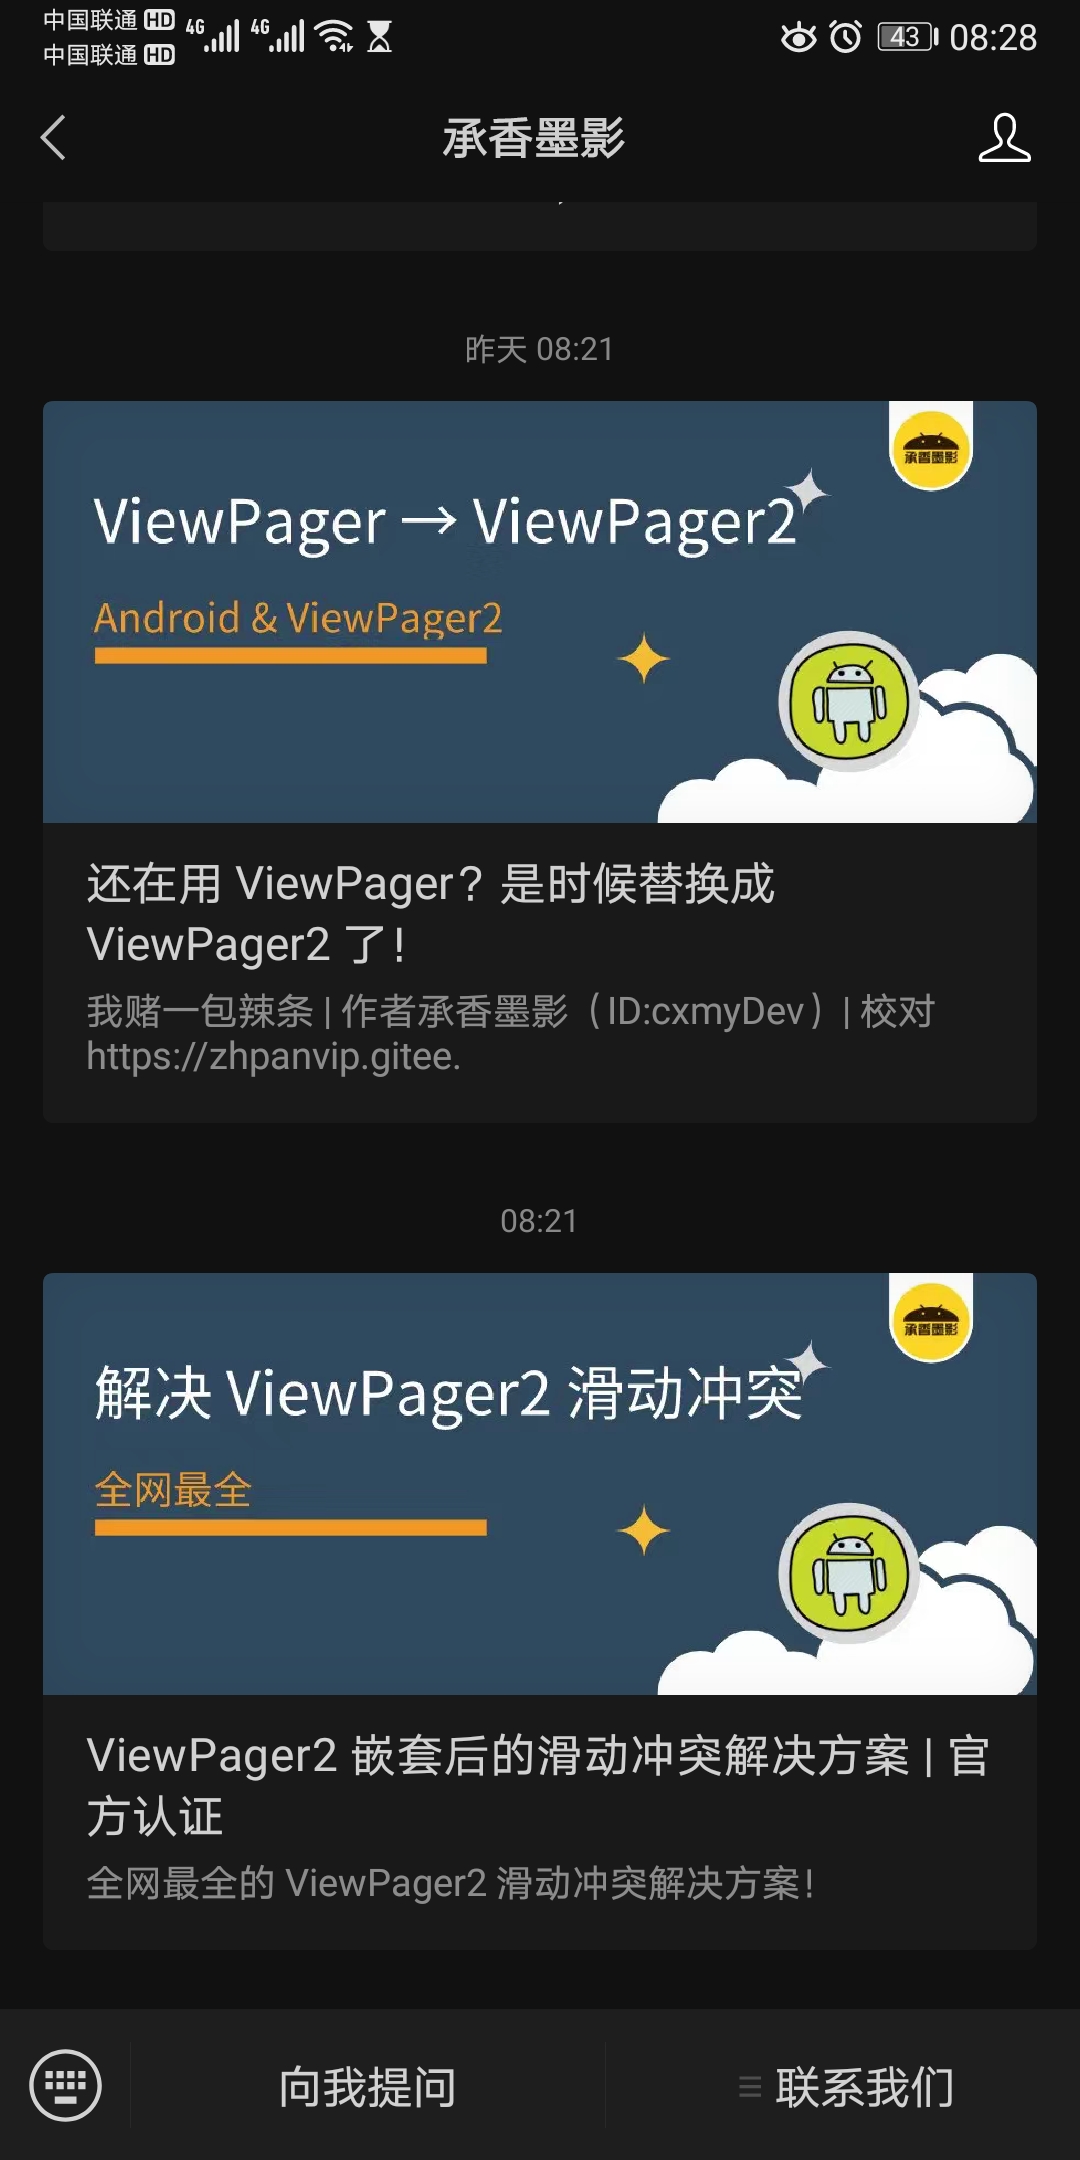 中国联通 HD 4G 4G 43 08:28
中国联通 HD
承香墨影
昨天 08:21
承香墨影
ViewPager → ViewPager2
Android & ViewPager2
还在用 ViewPager？是时候替换成
ViewPager2 了！
我赌一包辣条 | 作者承香墨影（ID:cxmyDev）| 校对
https://zhpanvip.gitee.
08:21
承香墨影
解决 ViewPager2 滑动冲突
全网最全
ViewPager2 嵌套后的滑动冲突解决方案 | 官
方认证
全网最全的 ViewPager2 滑动冲突解决方案！
向我提问
联系我们